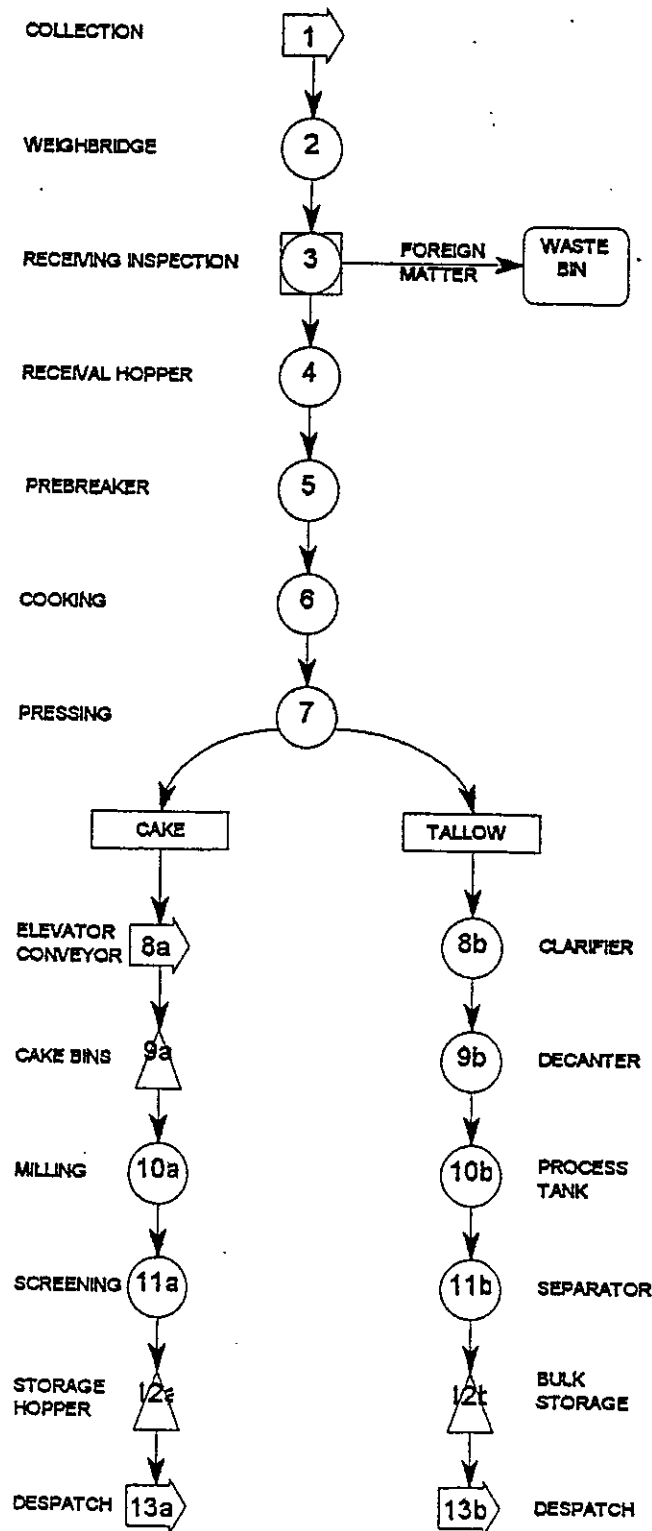 COLLECTION
1
WEIGHBRIDGE
2
RECEIVING INSPECTION
3
FOREIGN
MATTER
WASTE
BIN
RECEIVAL HOPPER
4
PREBREAKER
5
COOKING
6
PRESSING
7
CAKE
TALLOW
ELEVATOR
CONVEYOR
8a
8b
CLARIFIER
CAKE BINS
9a
9b
DECANTER
MILLING
10a
10b
PROCESS
TANK
SCREENING
11a
11b
SEPARATOR
STORAGE
HOPPER
12a
12b
BULK
STORAGE
DESPATCH
13a
13b
DESPATCH